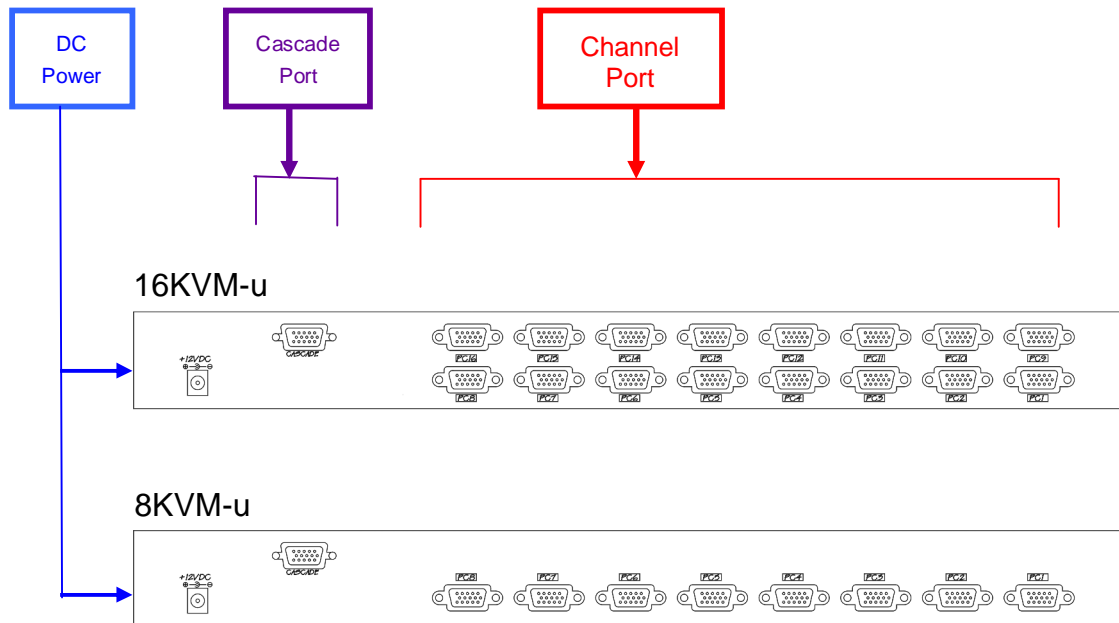 DC
Power
Cascade
Port
Channel
Port
16KVM-u
+12VDC
CASCADE
PC16 PC15 PC14 PC13 PC12 PC11 PC10 PC9
PC8 PC7 PC6 PC5 PC4 PC3 PC2 PC1
8KVM-u
+12VDC
CASCADE
PC8 PC7 PC6 PC5 PC4 PC3 PC2 PC1